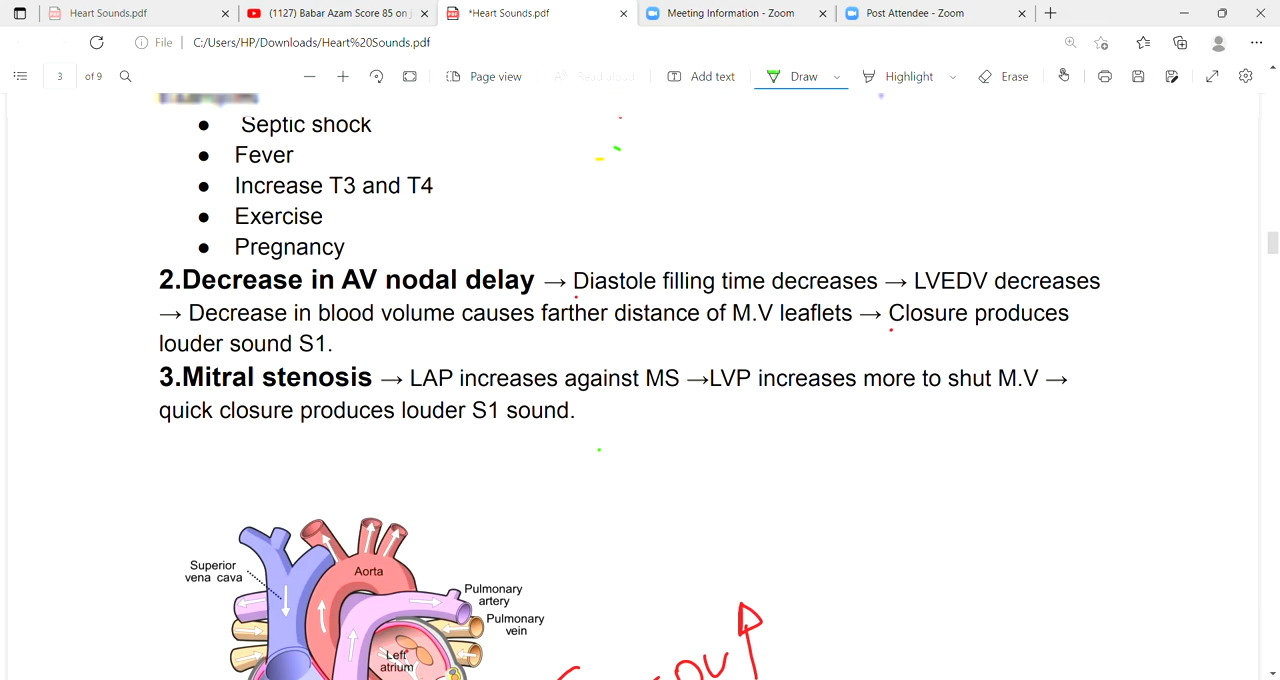 Heart Sounds.pdf
(1127) Babar Azam Score 85 on
*Heart Sounds.pdf
Meeting Information - Zoom
Post Attendee - Zoom
File
C:/Users/HP/Downloads/Heart%20Sounds.pdf
3 of 9
Page view
Read aloud
Add text
Draw
Highlight
Erase
● Septic shock
● Fever
● Increase T3 and T4
● Exercise
● Pregnancy
2.Decrease in AV nodal delay → Diastole filling time decreases → LVEDV decreases
→ Decrease in blood volume causes farther distance of M.V leaflets → Closure produces
louder sound S1.
3.Mitral stenosis → LAP increases against MS →LVP increases more to shut M.V →
quick closure produces louder S1 sound.
Superior
vena cava
Aorta
Pulmonary
artery
Pulmonary
vein
Left
atrium